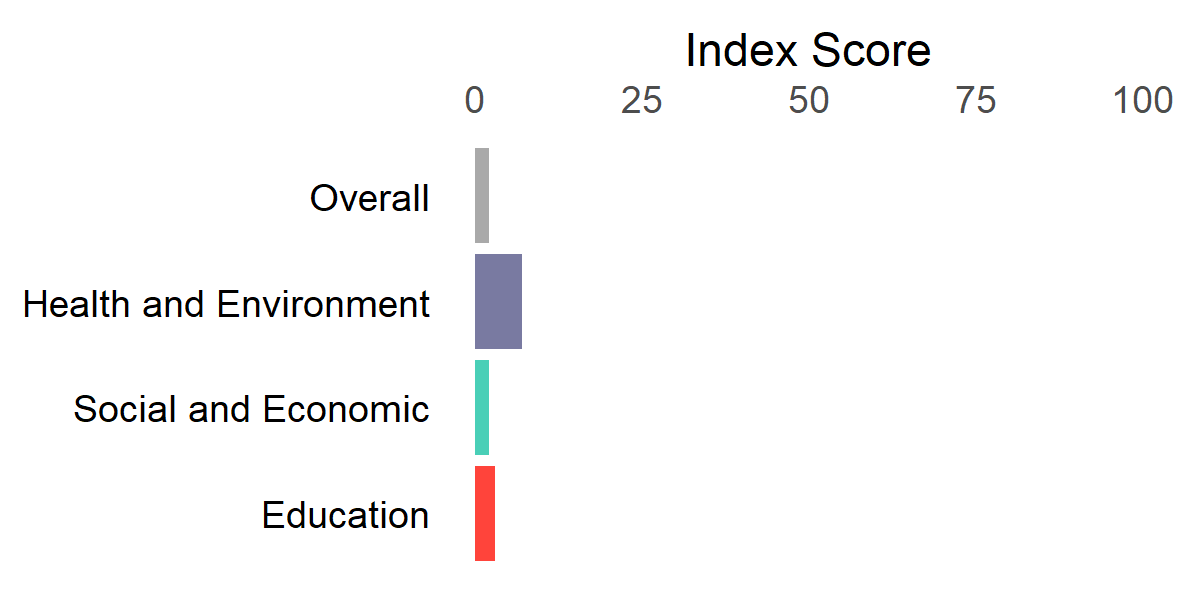 Index Score
0 25 50 75 100
Overall
Health and Environment
Social and Economic
Education